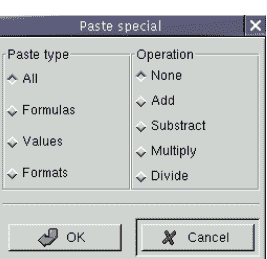 Paste special
Paste type
All
Formulas
Values
Formats
Operation
None
Add
Substract
Multiply
Divide
OK
Cancel